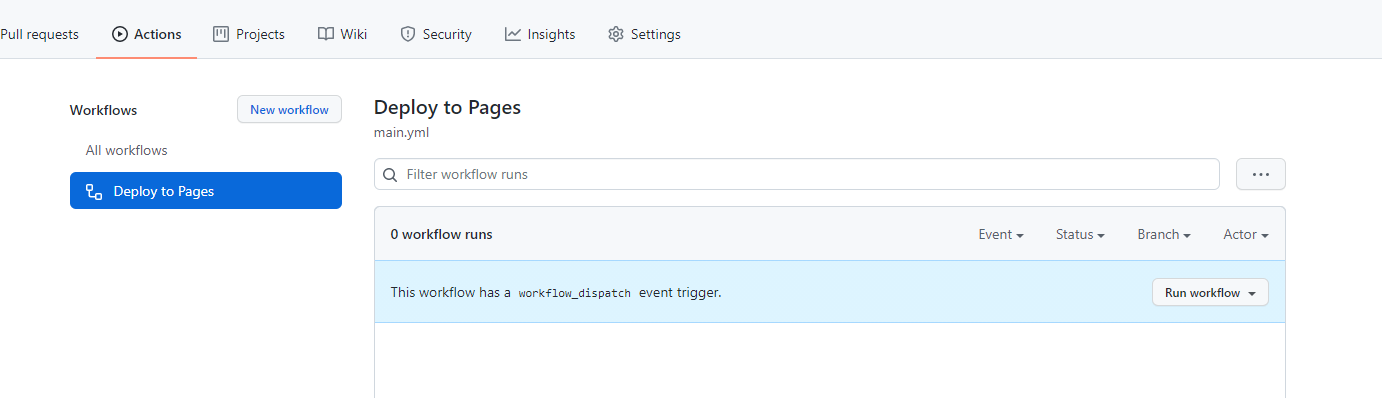 Pull requests Actions Projects Wiki Security Insights Settings
Workflows New workflow
All workflows
Deploy to Pages
Deploy to Pages
main.yml
Filter workflow runs ...
0 workflow runs Event Status Branch Actor
This workflow has a workflow_dispatch event trigger. Run workflow